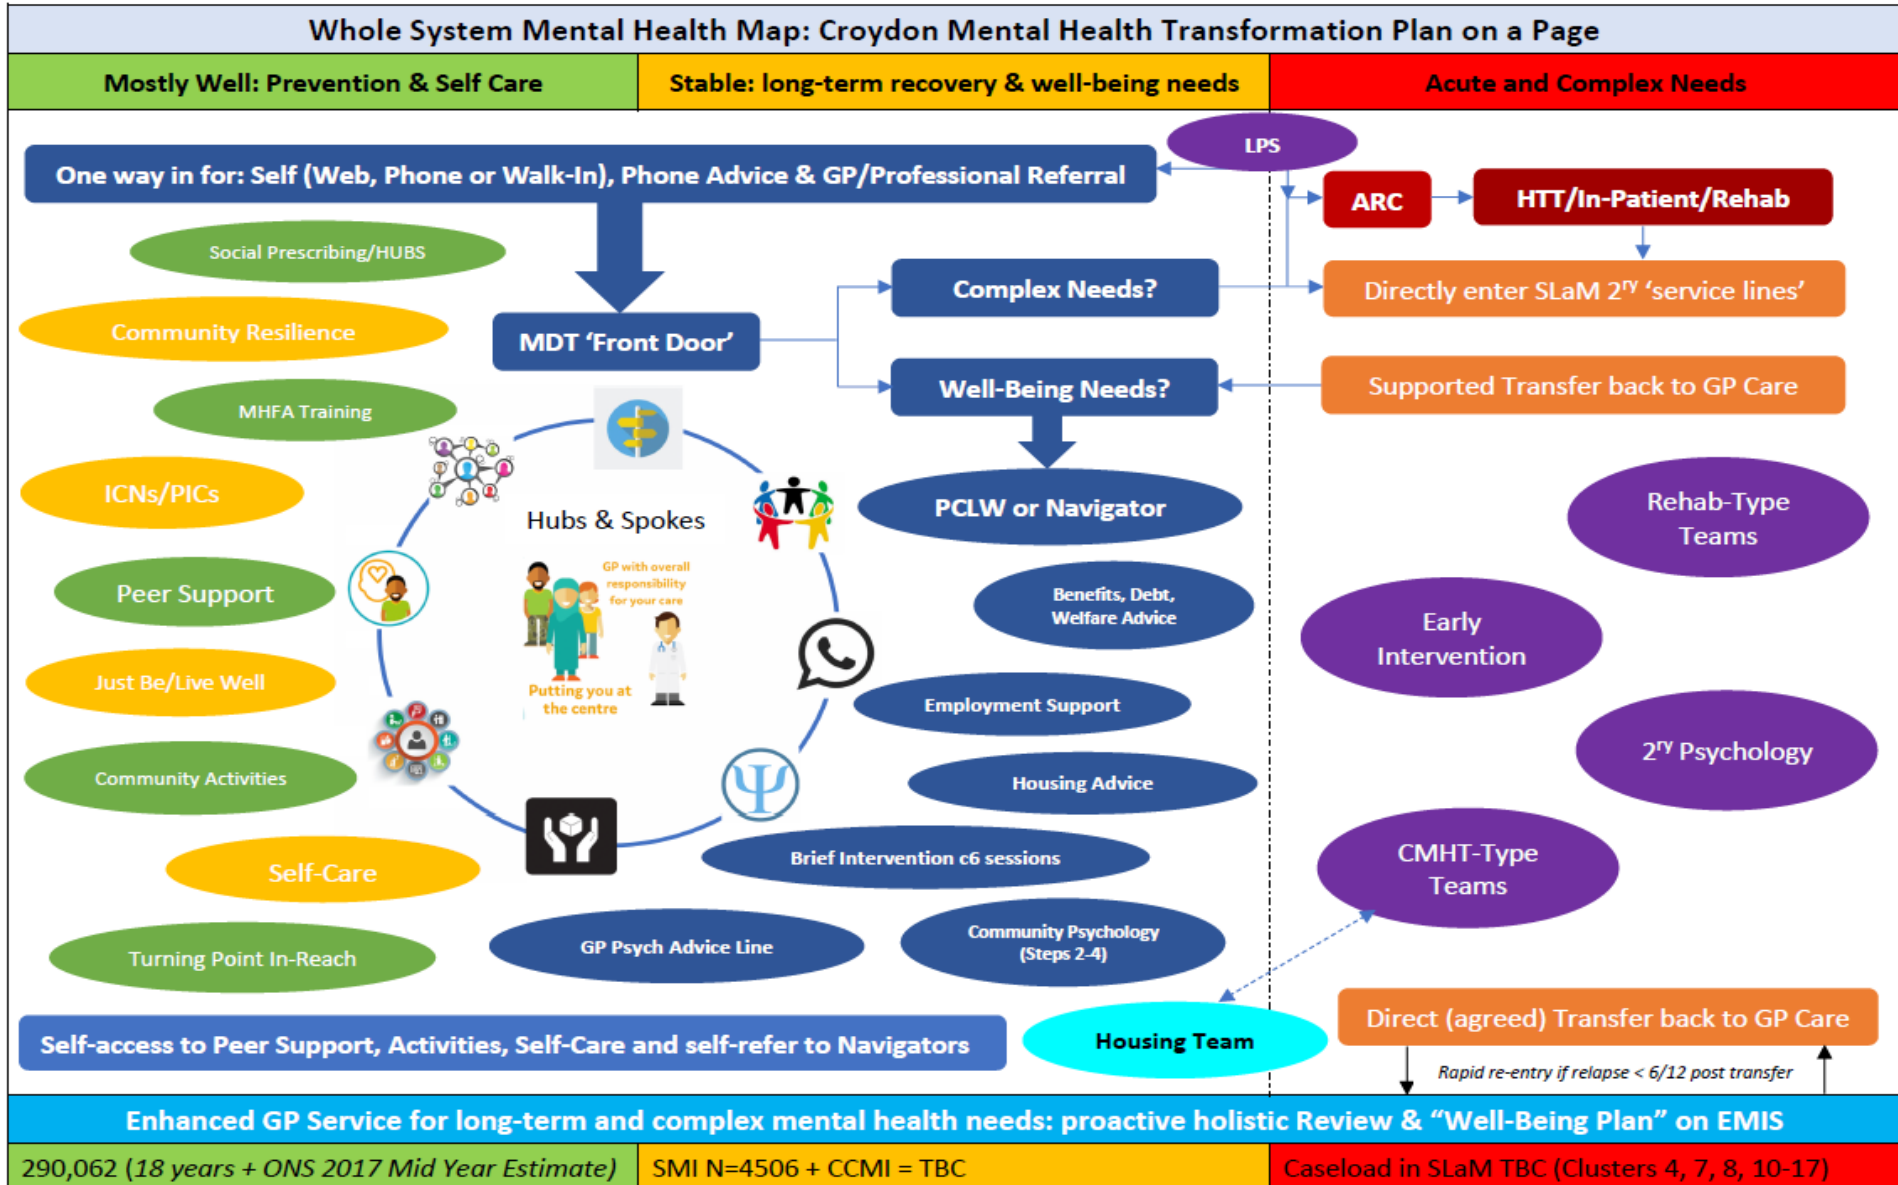 Whole System Mental Health Map: Croydon Mental Health Transformation Plan on a Page
Mostly Well: Prevention & Self Care
Stable: long-term recovery & well-being needs
Acute and Complex Needs
LPS
One way in for: Self (Web, Phone or Walk-In), Phone Advice & GP/Professional Referral
ARC
HTT/In-Patient/Rehab
Social Prescribing/HUBS
Complex Needs?
Directly enter SLaM 2ry ‘service lines’
Community Resilience
MDT ‘Front Door’
Well-Being Needs?
Supported Transfer back to GP Care
MHFA Training
ICNs/PICs
Hubs & Spokes
PCLW or Navigator
Rehab-Type
Teams
GP with overall
responsibility
for your care
Peer Support
Benefits, Debt,
Welfare Advice
Early
Intervention
Just Be/Live Well
Putting you at
the centre
Employment Support
2ry Psychology
Community Activities
Housing Advice
Self-Care
Brief Intervention c6 sessions
CMHT-Type
Teams
Turning Point In-Reach
GP Psych Advice Line
Community Psychology
(Steps 2-4)
Self-access to Peer Support, Activities, Self-Care and self-refer to Navigators
Housing Team
Direct (agreed) Transfer back to GP Care
Rapid re-entry if relapse < 6/12 post transfer
Enhanced GP Service for long-term and complex mental health needs: proactive holistic Review & “Well-Being Plan” on EMIS
290,062 (18 years + ONS 2017 Mid Year Estimate)
SMI N=4506 + CCMI = TBC
Caseload in SLaM TBC (Clusters 4, 7, 8, 10-17)